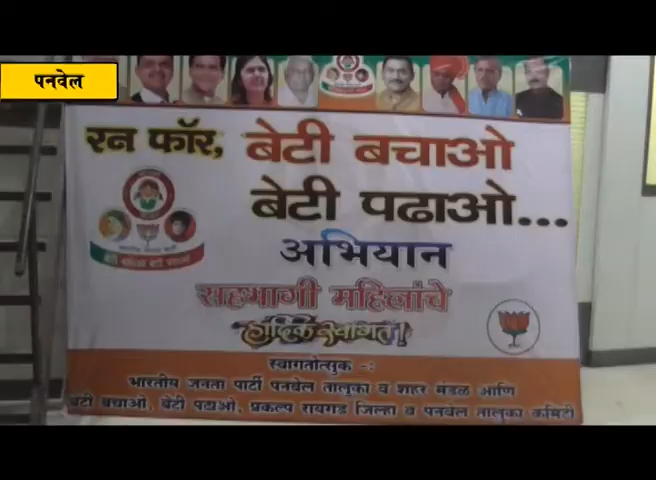 पनवेल
रन फॉर, बेटी बचाओ
बेटी पढाओ...
अभियान
सहभागी महिलांचे
हार्दिक स्वागत!
स्वागतोत्सुक -:
भारतीय जनता पार्टी पनवेल तालुका व शहर मंडल आणि
बेटी बचाओ, बेटी पढाओ, प्रकल्प रायगड जिल्हा व पनवेल तालुका कमिटी